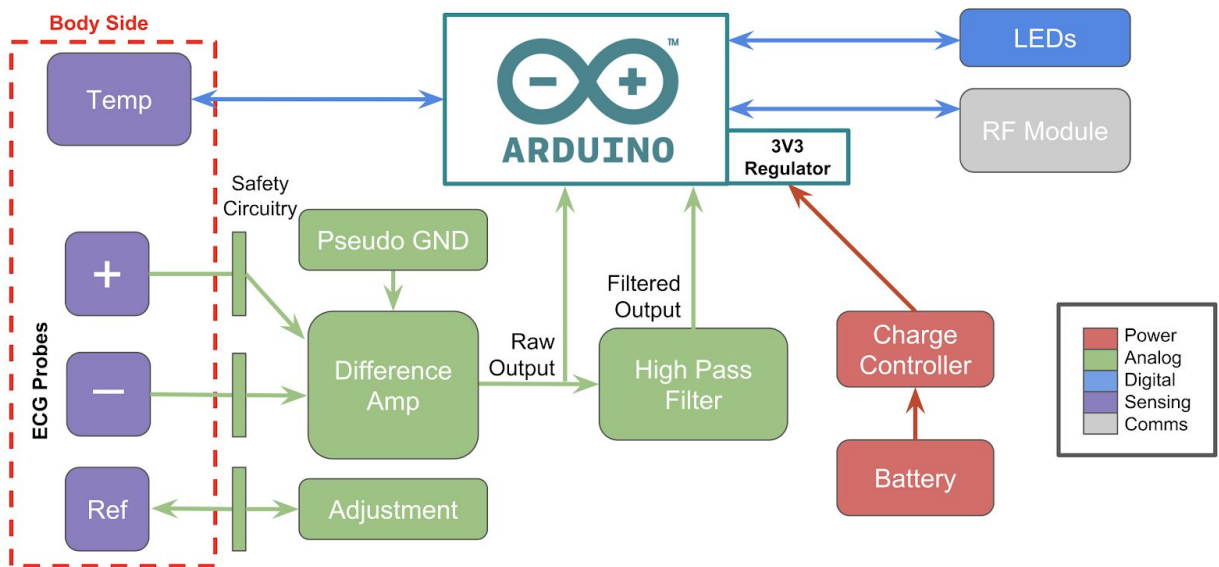 Body Side
Temp
ARDUINO
TM
3V3
Regulator
LEDs
RF Module
Safety
Circuitry
Pseudo GND
+
−
Ref
ECG Probes
Difference
Amp
Raw
Output
Filtered
Output
High Pass
Filter
Adjustment
Charge
Controller
Battery
Power
Analog
Digital
Sensing
Comms